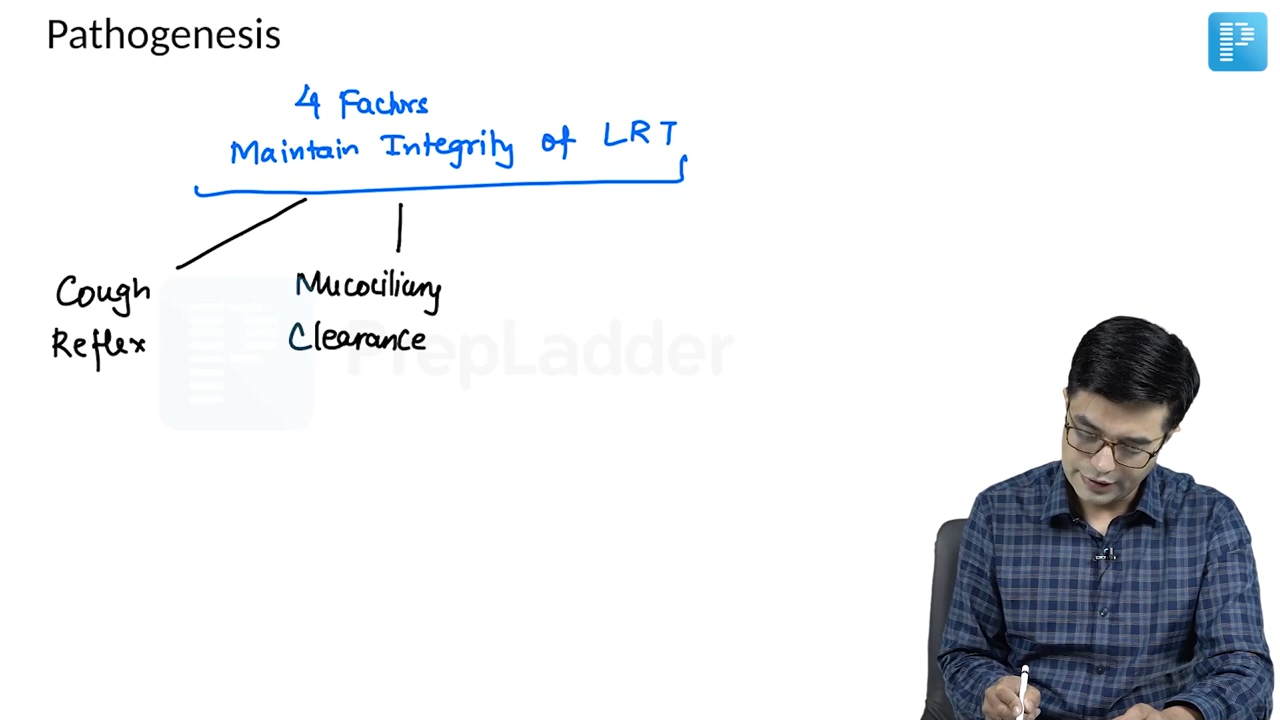 Pathogenesis
4 Factors
Maintain Integrity of LRT
Cough
Reflex
Mucociliary
Clearance
PrepLadder